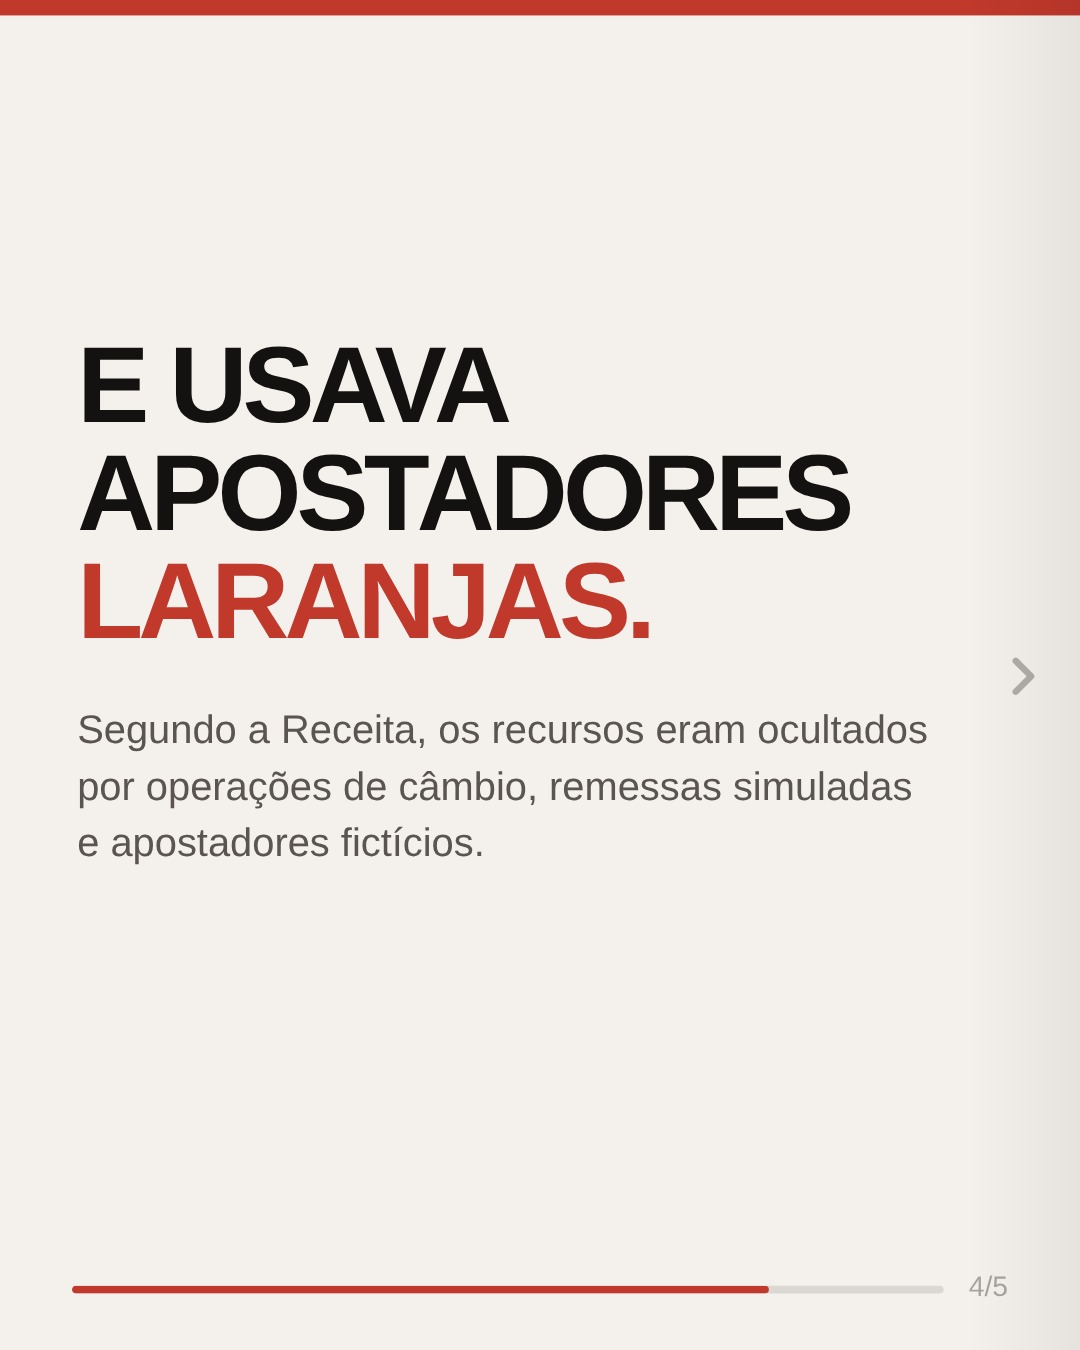 E USAVA
APOSTADORES
LARANJAS.
Segundo a Receita, os recursos eram ocultados
por operações de câmbio, remessas simuladas
e apostadores fictícios.
4/5